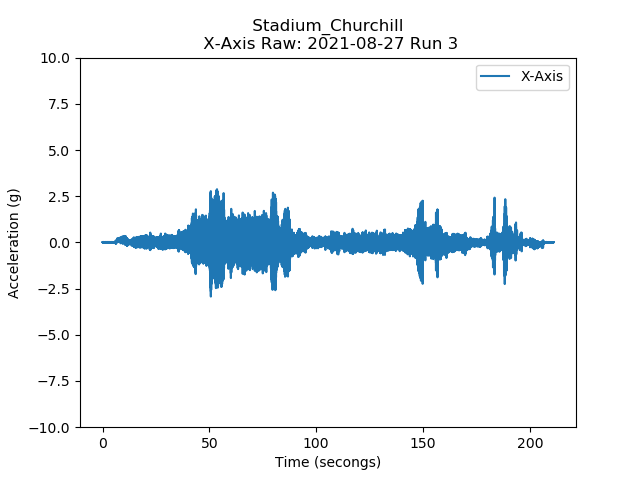 Stadium_Churchill
X-Axis Raw: 2021-08-27 Run 3
X-Axis
10.0
7.5
5.0
2.5
0.0
−2.5
−5.0
−7.5
−10.0
Acceleration (g)
0 50 100 150 200
Time (secongs)